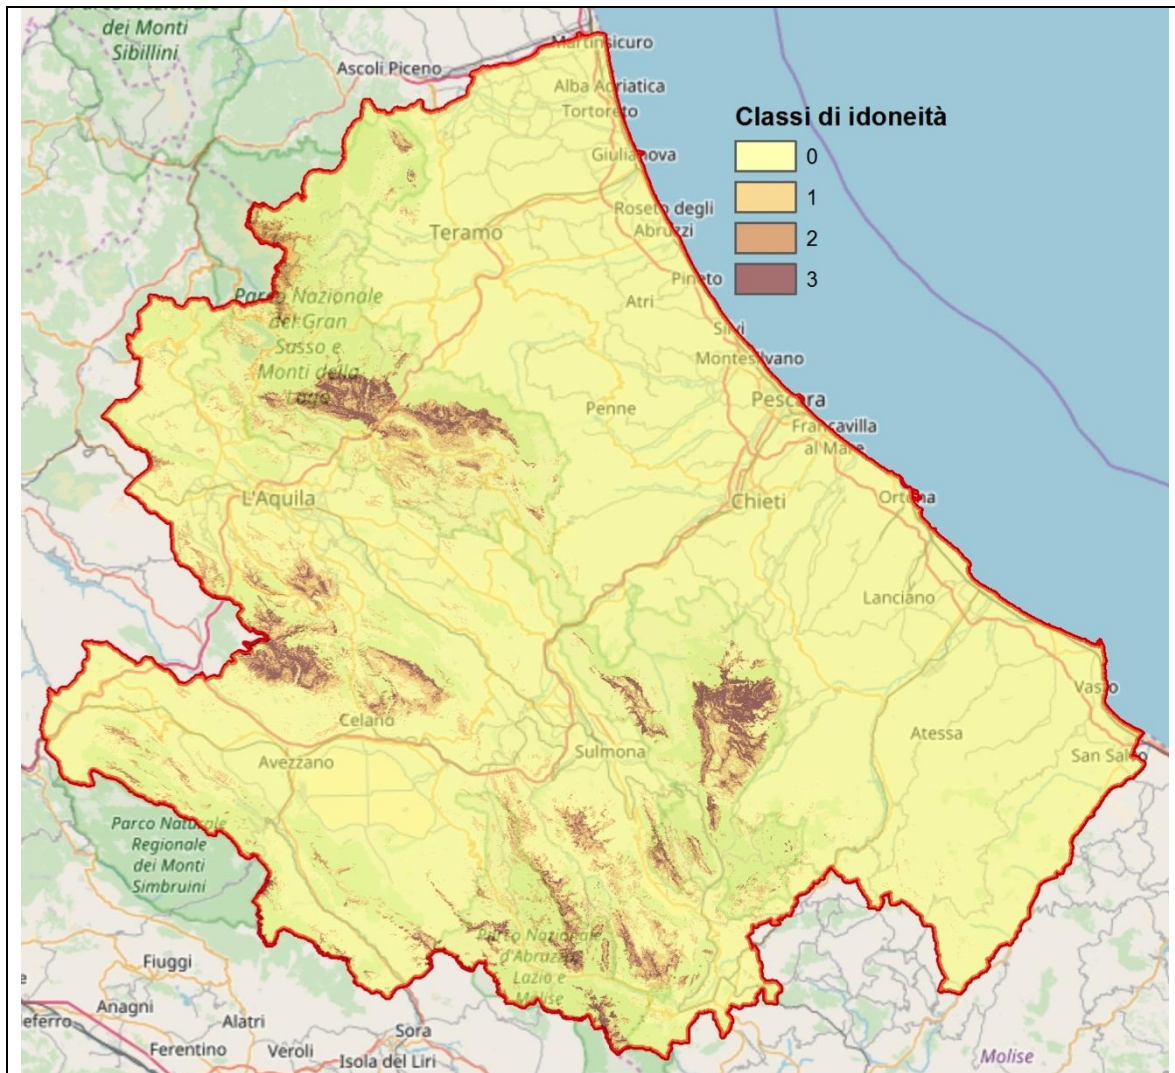 dei Monti
Sibillini
Ascoli Piceno
Martinsicuro
Alba Adriatica
Tortoreto
Giulianova
Classi di idoneità
0
1
2
3
Roseto degli
Abruzzi
Teramo
Pineto
Atri
Silvi
Montesilvano
Parco Nazionale
del Gran
Sasso e
Monti della
Laga
Penne
Pescara
Francavilla
al Mare
L'Aquila
Chieti
Ortona
Lanciano
Vasto
Celano
Sulmona
Atessa
San Salvo
Avezzano
Parco Naturale
Regionale
dei Monti
Simbruini
Parco Nazionale
d'Abruzzo
Lazio e
Molise
Fiuggi
Anagni
Alatri
Ferentino
Veroli
Sora
Isola del Liri
Molise